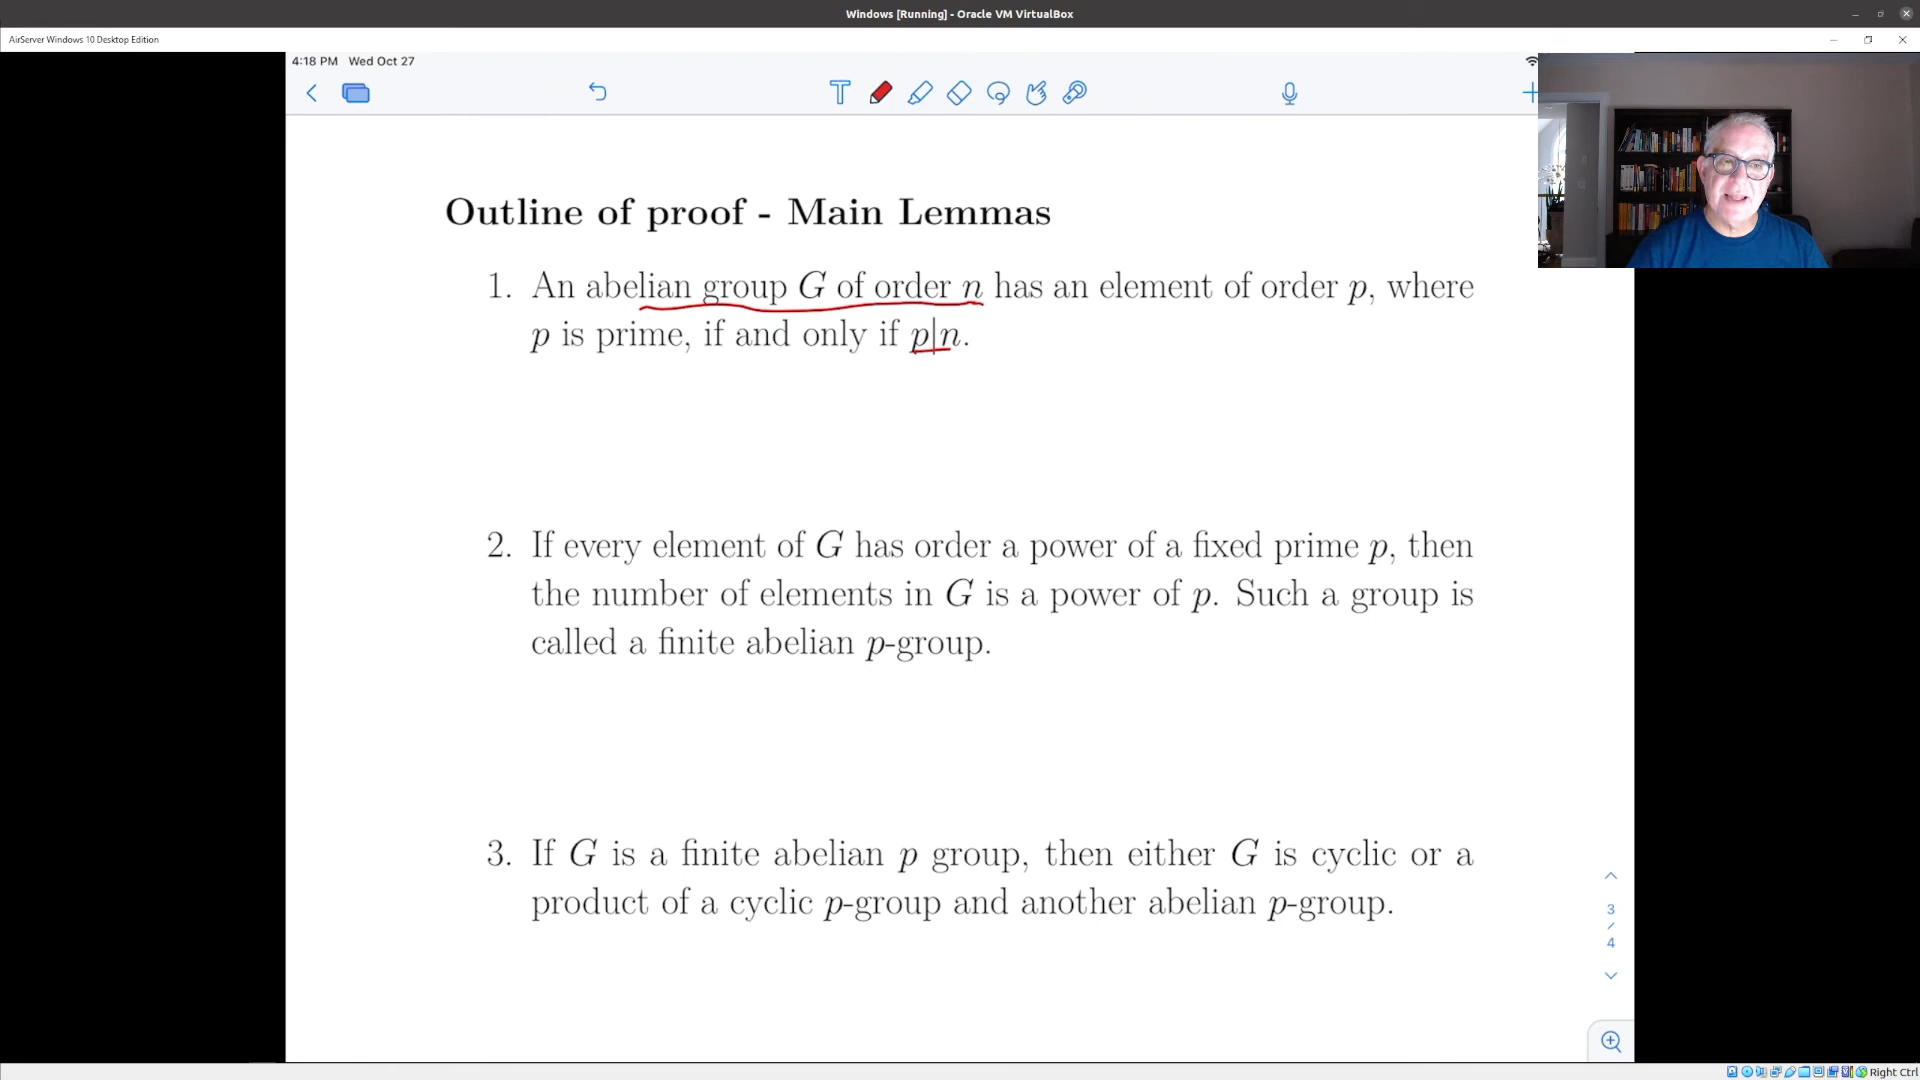 Windows [Running] - Oracle VM VirtualBox
AirServer Windows 10 Desktop Edition
4:18 PM Wed Oct 27
Outline of proof - Main Lemmas
1. An abelian group G of order n has an element of order p, where
p is prime, if and only if p|n.
2. If every element of G has order a power of a fixed prime p, then
the number of elements in G is a power of p. Such a group is
called a finite abelian p-group.
3. If G is a finite abelian p group, then either G is cyclic or a
product of a cyclic p-group and another abelian p-group.
3
/
4
Right Ctrl